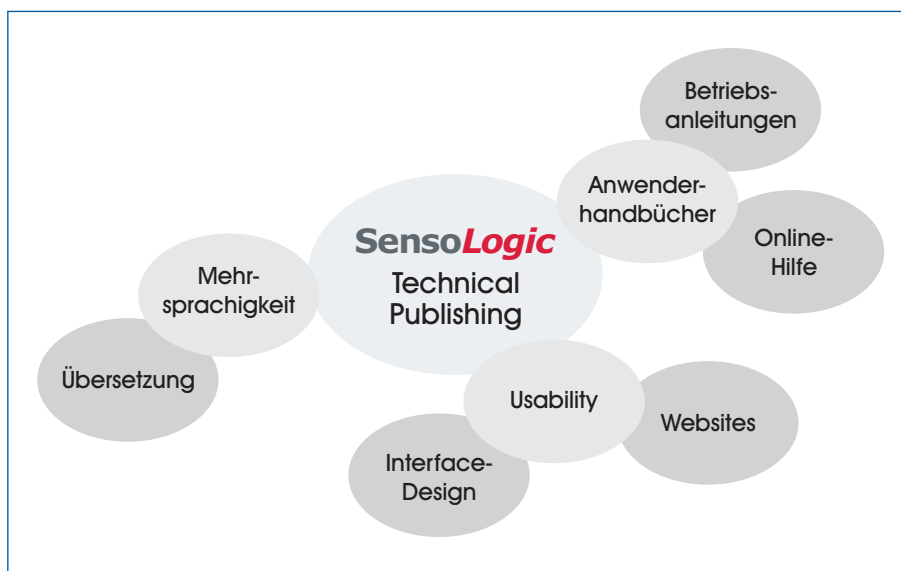 Betriebs-
anleitungen
Anwender-
handbücher
Online-
Hilfe
SensoLogic
Technical
Publishing
Mehr-
sprachigkeit
Übersetzung
Usability
Websites
Interface-
Design